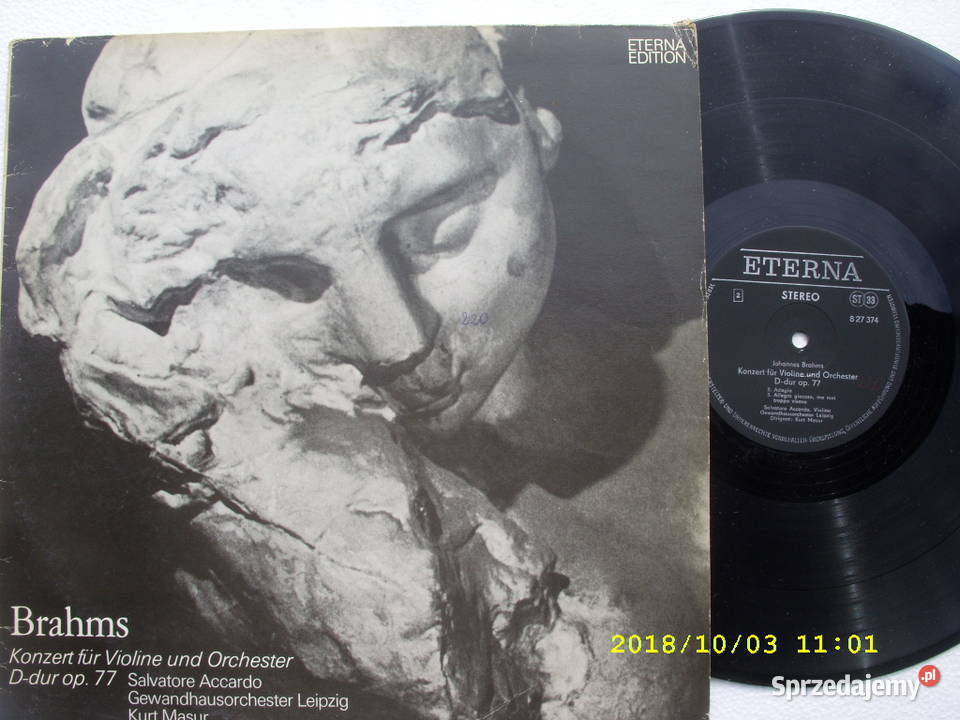 ETERNA
EDITION
220
Brahms
Konzert für Violine und Orchester
D-dur op. 77 Salvatore Accardo
Gewandhausorchester Leipzig
Kurt Masur
ETERNA
2
STEREO
ST 33
8 27 374
Johannes Brahms
Konzert für Violine und Orchester
D-dur op. 77
2. Adagio
3. Allegro giocoso, ma non
troppo vivace
Salvatore Accardo, Violine
Gewandhausorchester Leipzig
Dirigent: Kurt Masur
2018/10/03 11:01
Sprzedajemy.pl